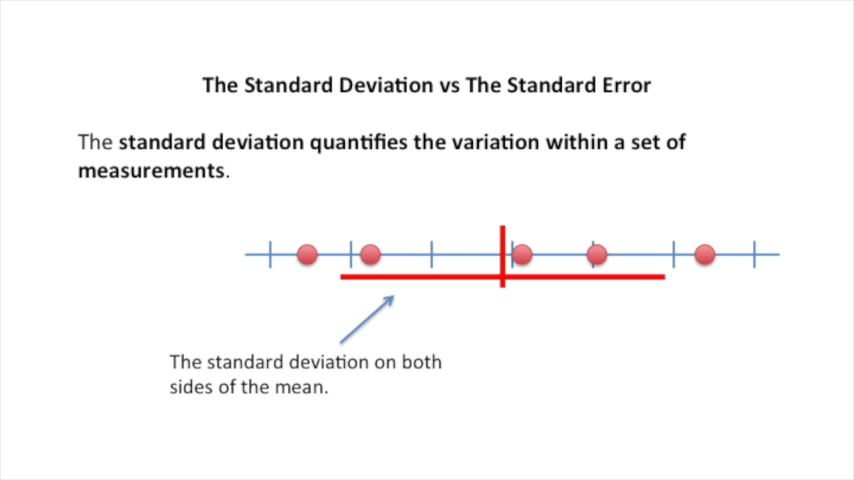 The Standard Deviation vs The Standard Error
The standard deviation quantifies the variation within a set of
measurements.
The standard deviation on both
sides of the mean.